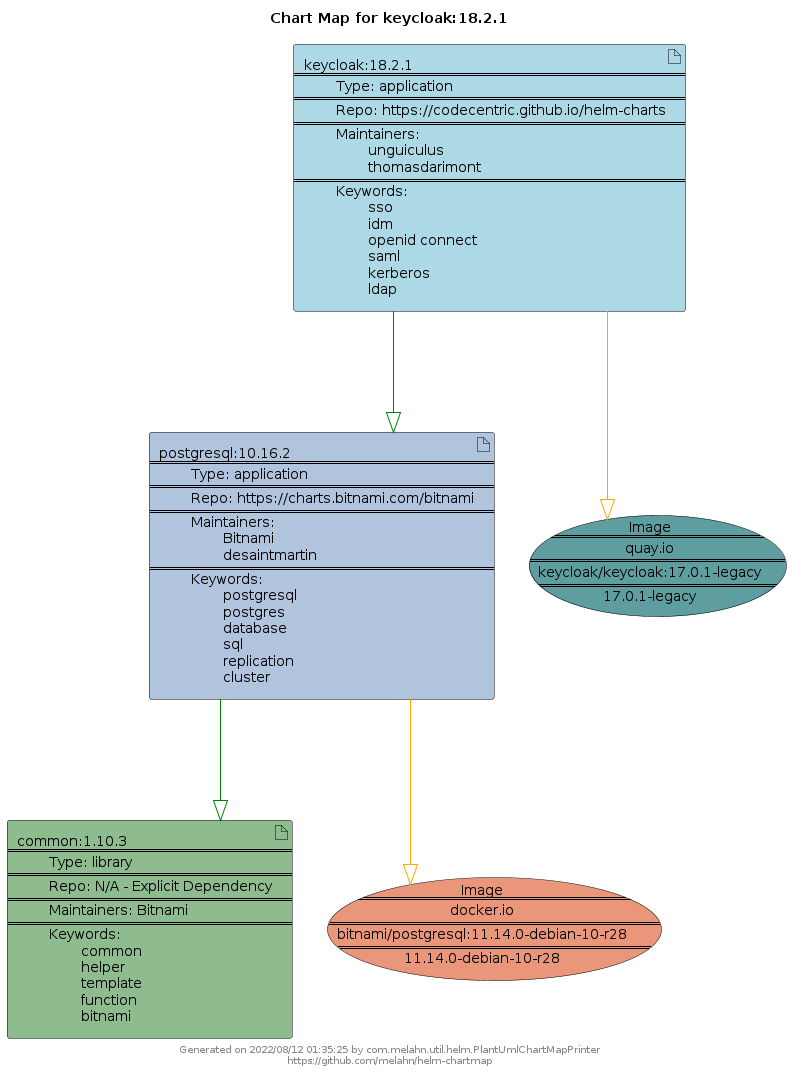 Chart Map for keycloak:18.2.1
keycloak:18.2.1
Type: application
Repo: https://codecentric.github.io/helm-charts
Maintainers:
unguiculus
thomasdarimont
Keywords:
sso
idm
openid connect
saml
kerberos
ldap
postgresql:10.16.2
Type: application
Repo: https://charts.bitnami.com/bitnami
Maintainers:
Bitnami
desaintmartin
Keywords:
postgresql
postgres
database
sql
replication
cluster
Image
quay.io
keycloak/keycloak:17.0.1-legacy
17.0.1-legacy
common:1.10.3
Type: library
Repo: N/A - Explicit Dependency
Maintainers: Bitnami
Keywords:
common
helper
template
function
bitnami
Image
docker.io
bitnami/postgresql:11.14.0-debian-10-r28
11.14.0-debian-10-r28
Generated on 2022/08/12 01:35:25 by com.melahn.util.helm.PlantUmlChartMapPrinter
https://github.com/melahn/helm-chartmap